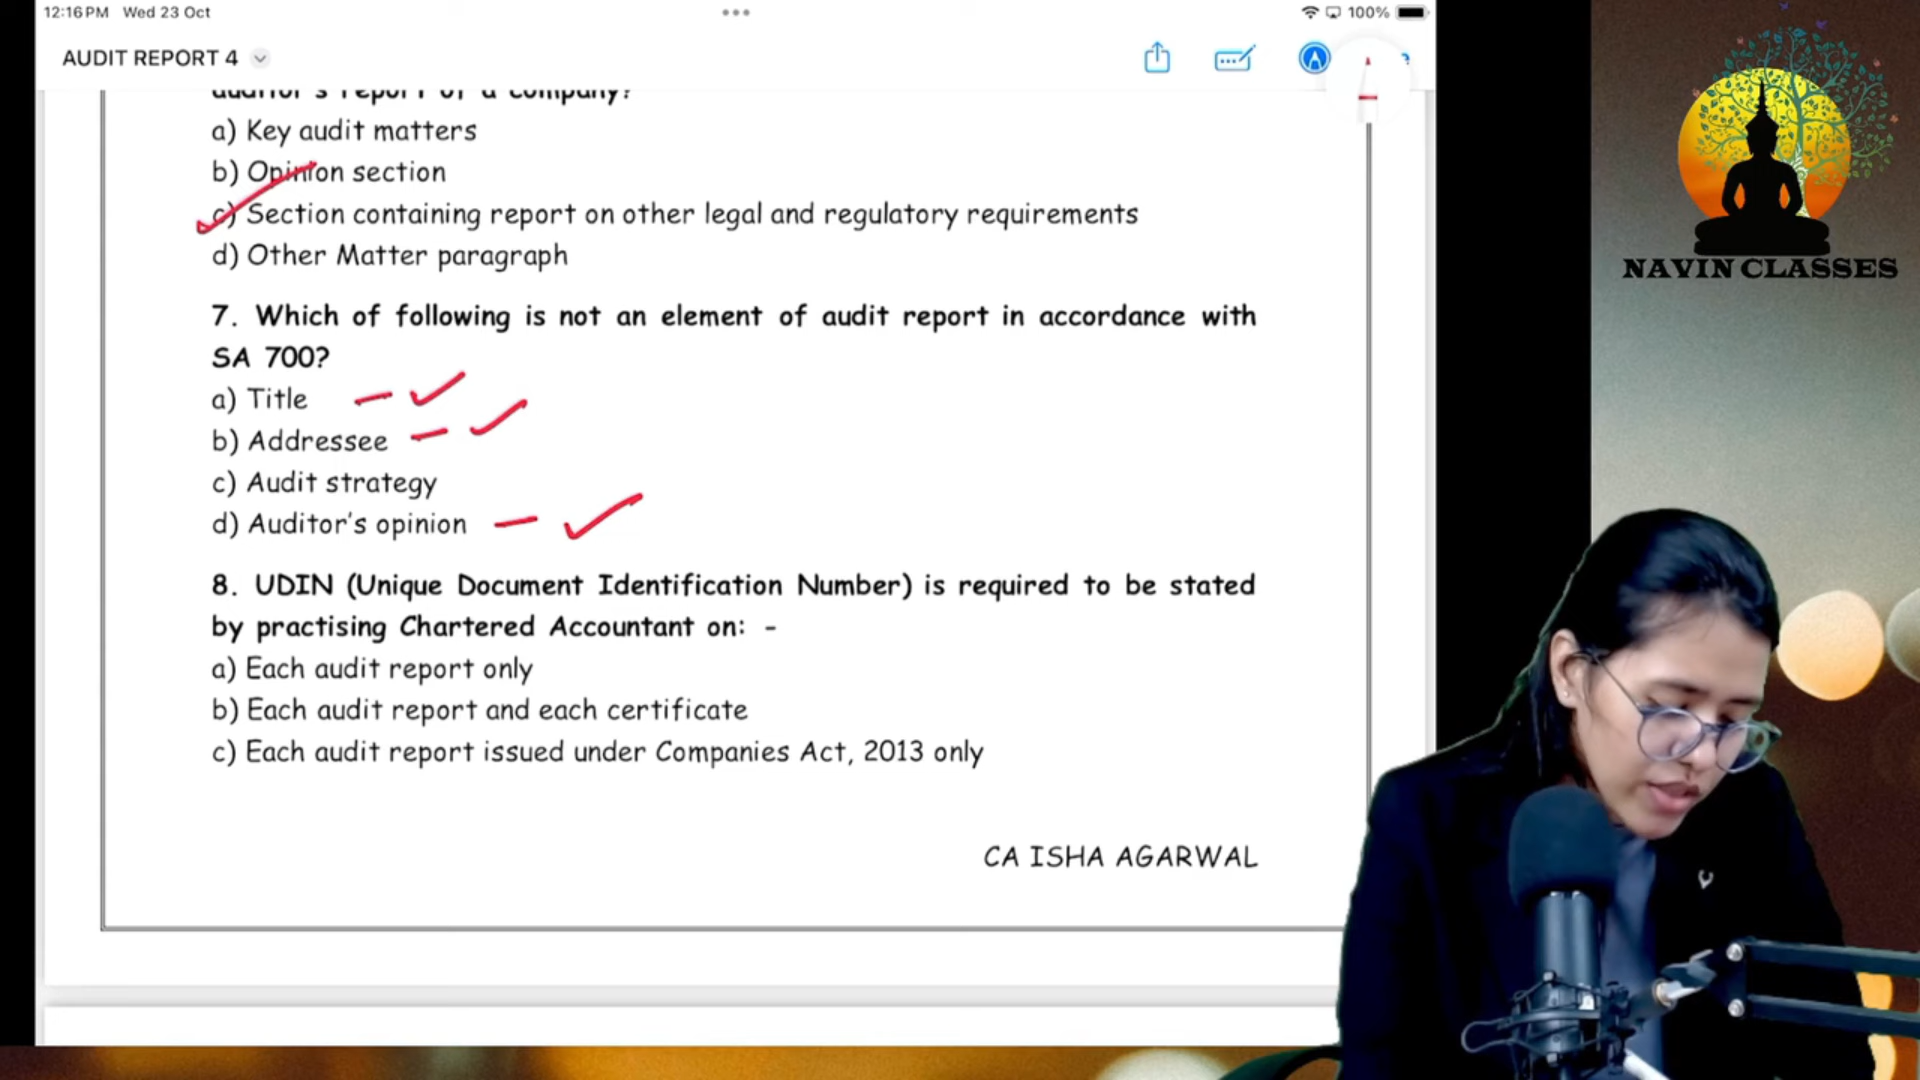 12:16 PM Wed 23 Oct
100%
AUDIT REPORT 4
auditor's report of a company?
a) Key audit matters
b) Opinion section
c) Section containing report on other legal and regulatory requirements
d) Other Matter paragraph
7. Which of following is not an element of audit report in accordance with
SA 700?
a) Title
b) Addressee
c) Audit strategy
d) Auditor's opinion
8. UDIN (Unique Document Identification Number) is required to be stated
by practising Chartered Accountant on: -
a) Each audit report only
b) Each audit report and each certificate
c) Each audit report issued under Companies Act, 2013 only
CA ISHA AGARWAL
NAVIN CLASSES